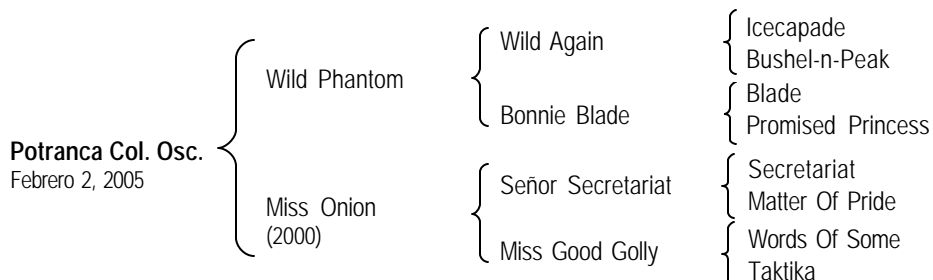 Potranca Col. Osc.
Febrero 2, 2005
Wild Phantom
Miss Onion
(2000)
Wild Again
Bonnie Blade
Señor Secretariat
Miss Good Golly
Icecapade
Bushel-n-Peak
Blade
Promised Princess
Secretariat
Matter Of Pride
Words Of Some
Taktika